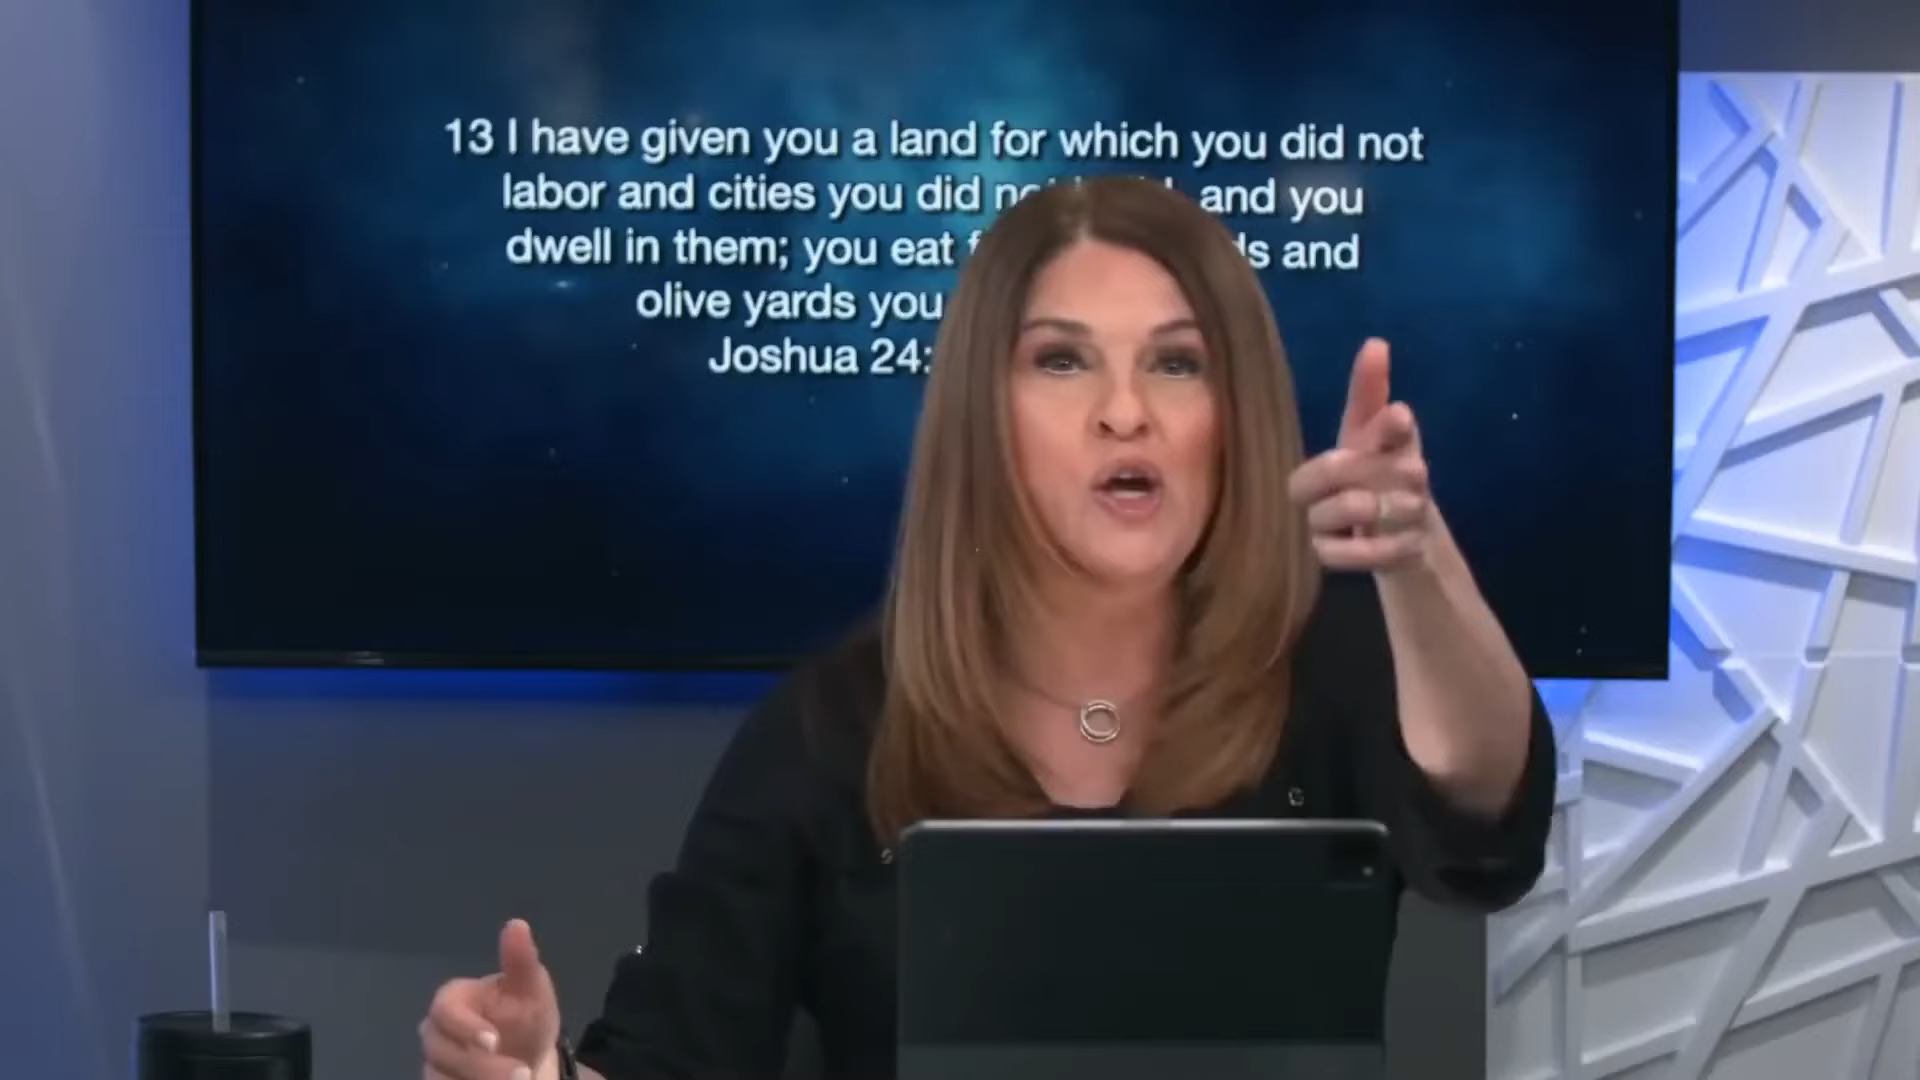 13 I have given you a land for which you did not
labor and cities you did and you
dwell in them; you eat and
olive yards you
Joshua 24: